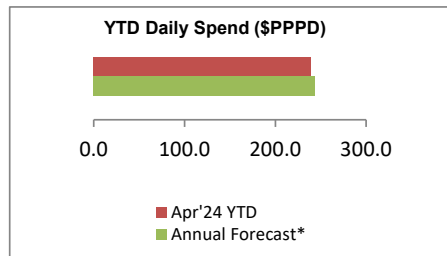 YTD Daily Spend ($PPPD)
0.0 100.0 200.0 300.0
Apr'24 YTD
Annual Forecast*